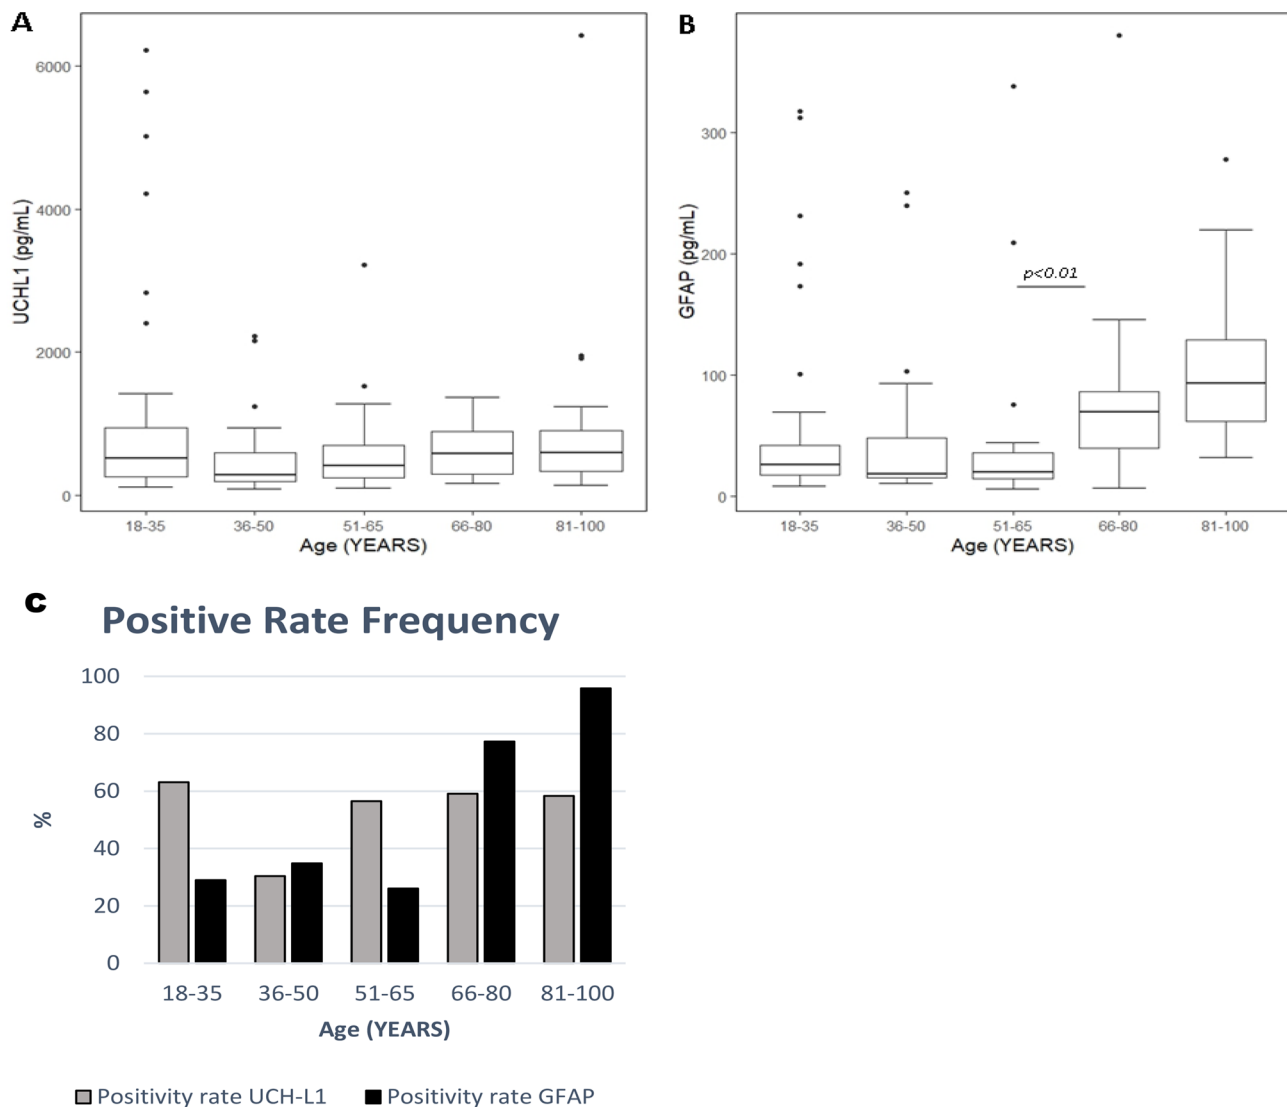 A
6000
4000
2000
0
UCHL1 (pg/mL)
18-35 36-50 51-65 66-80 81-100
Age (YEARS)
B
300
200
100
0
GFAP (pg/mL)
p<0.01
18-35 36-50 51-65 66-80 81-100
Age (YEARS)
C
Positive Rate Frequency
100
80
60
40
20
0
%
18-35 36-50 51-65 66-80 81-100
Age (YEARS)
Positivity rate UCH-L1 Positivity rate GFAP